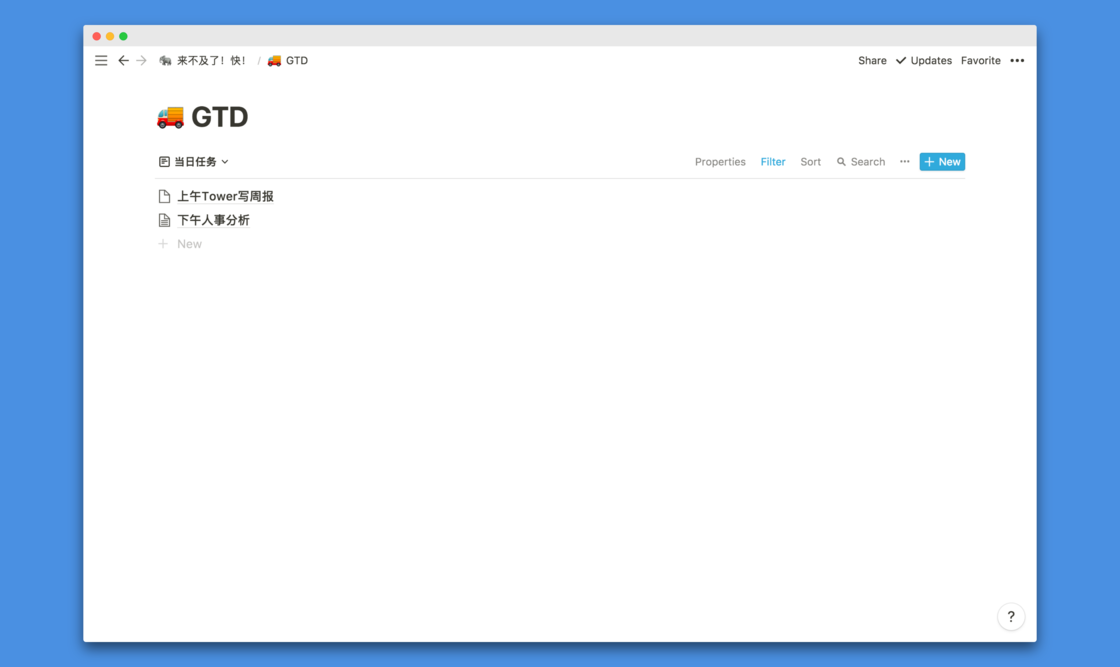 来不及了！快！ / GTD
Share Updates Favorite
GTD
当日任务
Properties Filter Sort Search New
上午Tower写周报
下午人事分析
New
?